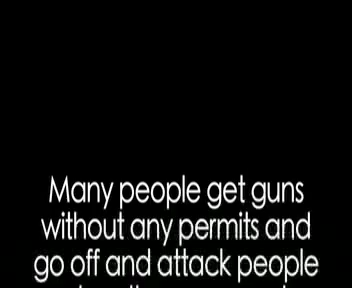 Many people get guns
without any permits and
go off and attack people